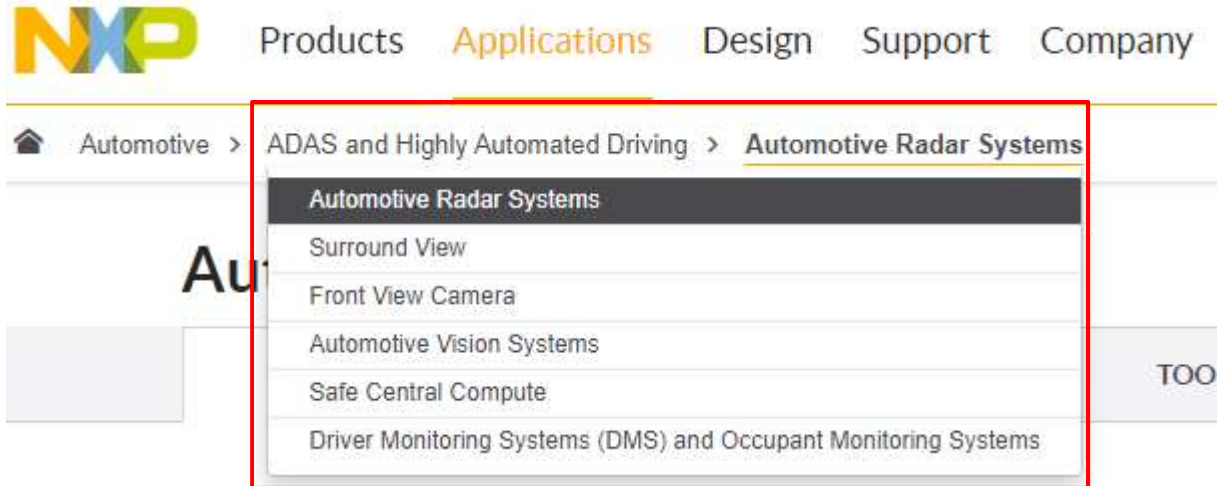 NXP
Products Applications Design Support Company
Automotive > ADAS and Highly Automated Driving > Automotive Radar Systems
Automotive Radar Systems
Surround View
Au
Front View Camera
Automotive Vision Systems
TOO
Safe Central Compute
Driver Monitoring Systems (DMS) and Occupant Monitoring Systems